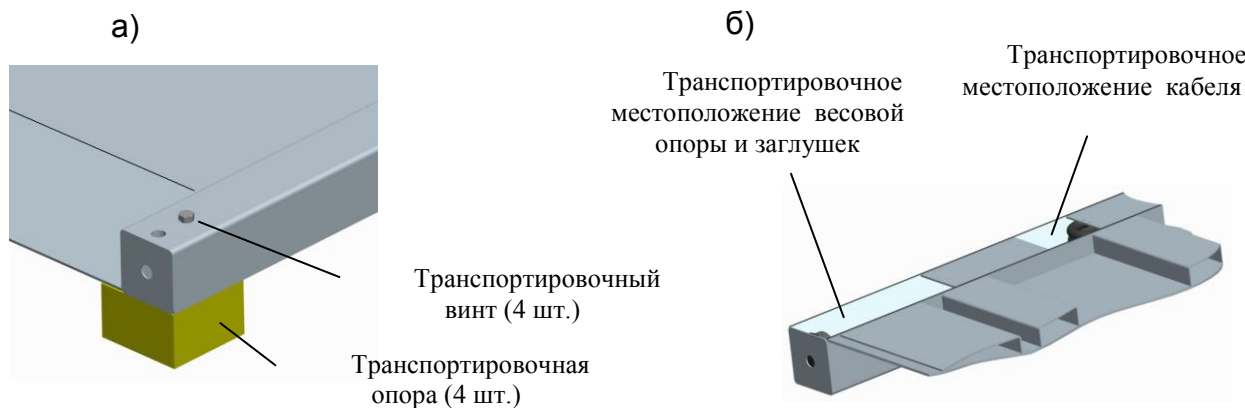 а)
Транспортировочный
винт (4 шт.)
Транспортировочная
опора (4 шт.)
б)
Транспортировочное
местоположение весовой
опоры и заглушек
Транспортировочное
местоположение кабеля